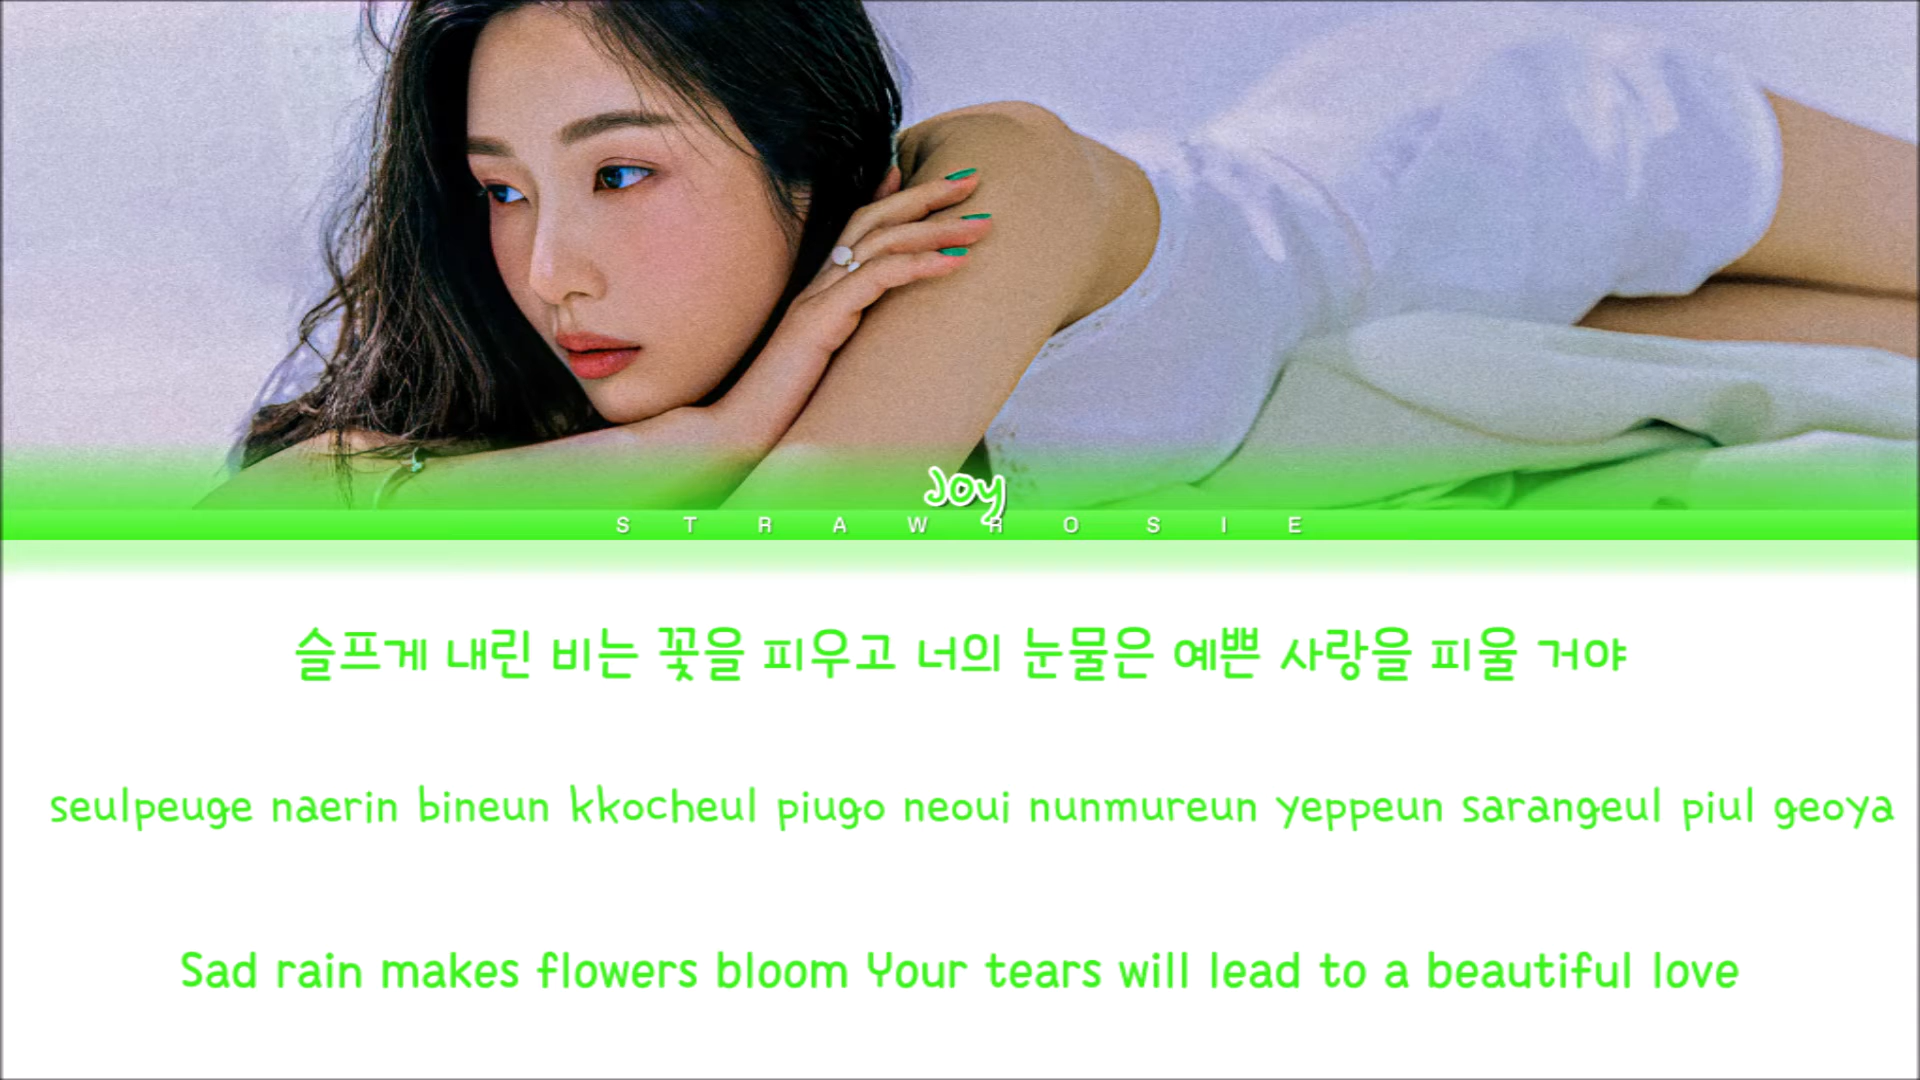 Joy
STRAWROSIE
슬프게 내린 비는 꽃을 피우고 너의 눈물은 예쁜 사랑을 피울 거야
seulpeuge naerin bineun kkocheul piugo neoui nunmureun yeppeun sarangeul piul geoya
Sad rain makes flowers bloom Your tears will lead to a beautiful love